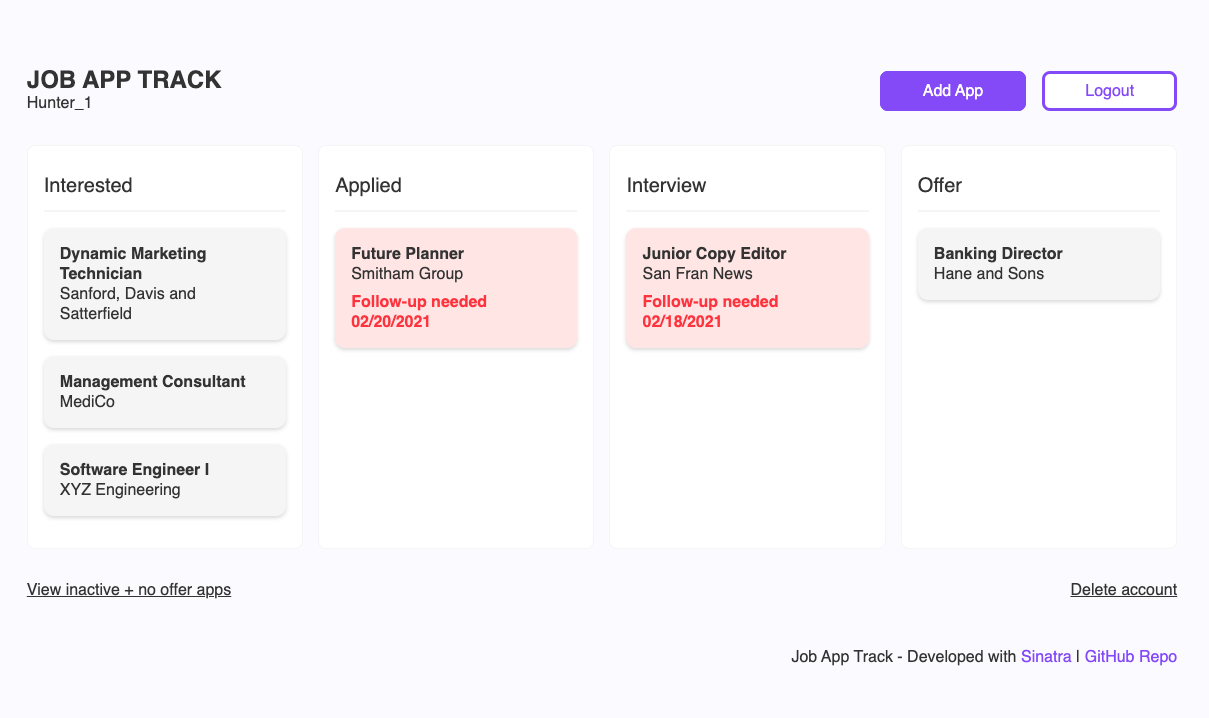 JOB APP TRACK
Hunter_1
Add App
Logout
Interested
Dynamic Marketing
Technician
Sanford, Davis and
Satterfield
Management Consultant
MediCo
Software Engineer I
XYZ Engineering
Applied
Future Planner
Smitham Group
Follow-up needed
02/20/2021
Interview
Junior Copy Editor
San Fran News
Follow-up needed
02/18/2021
Offer
Banking Director
Hane and Sons
View inactive + no offer apps
Delete account
Job App Track - Developed with Sinatra | GitHub Repo